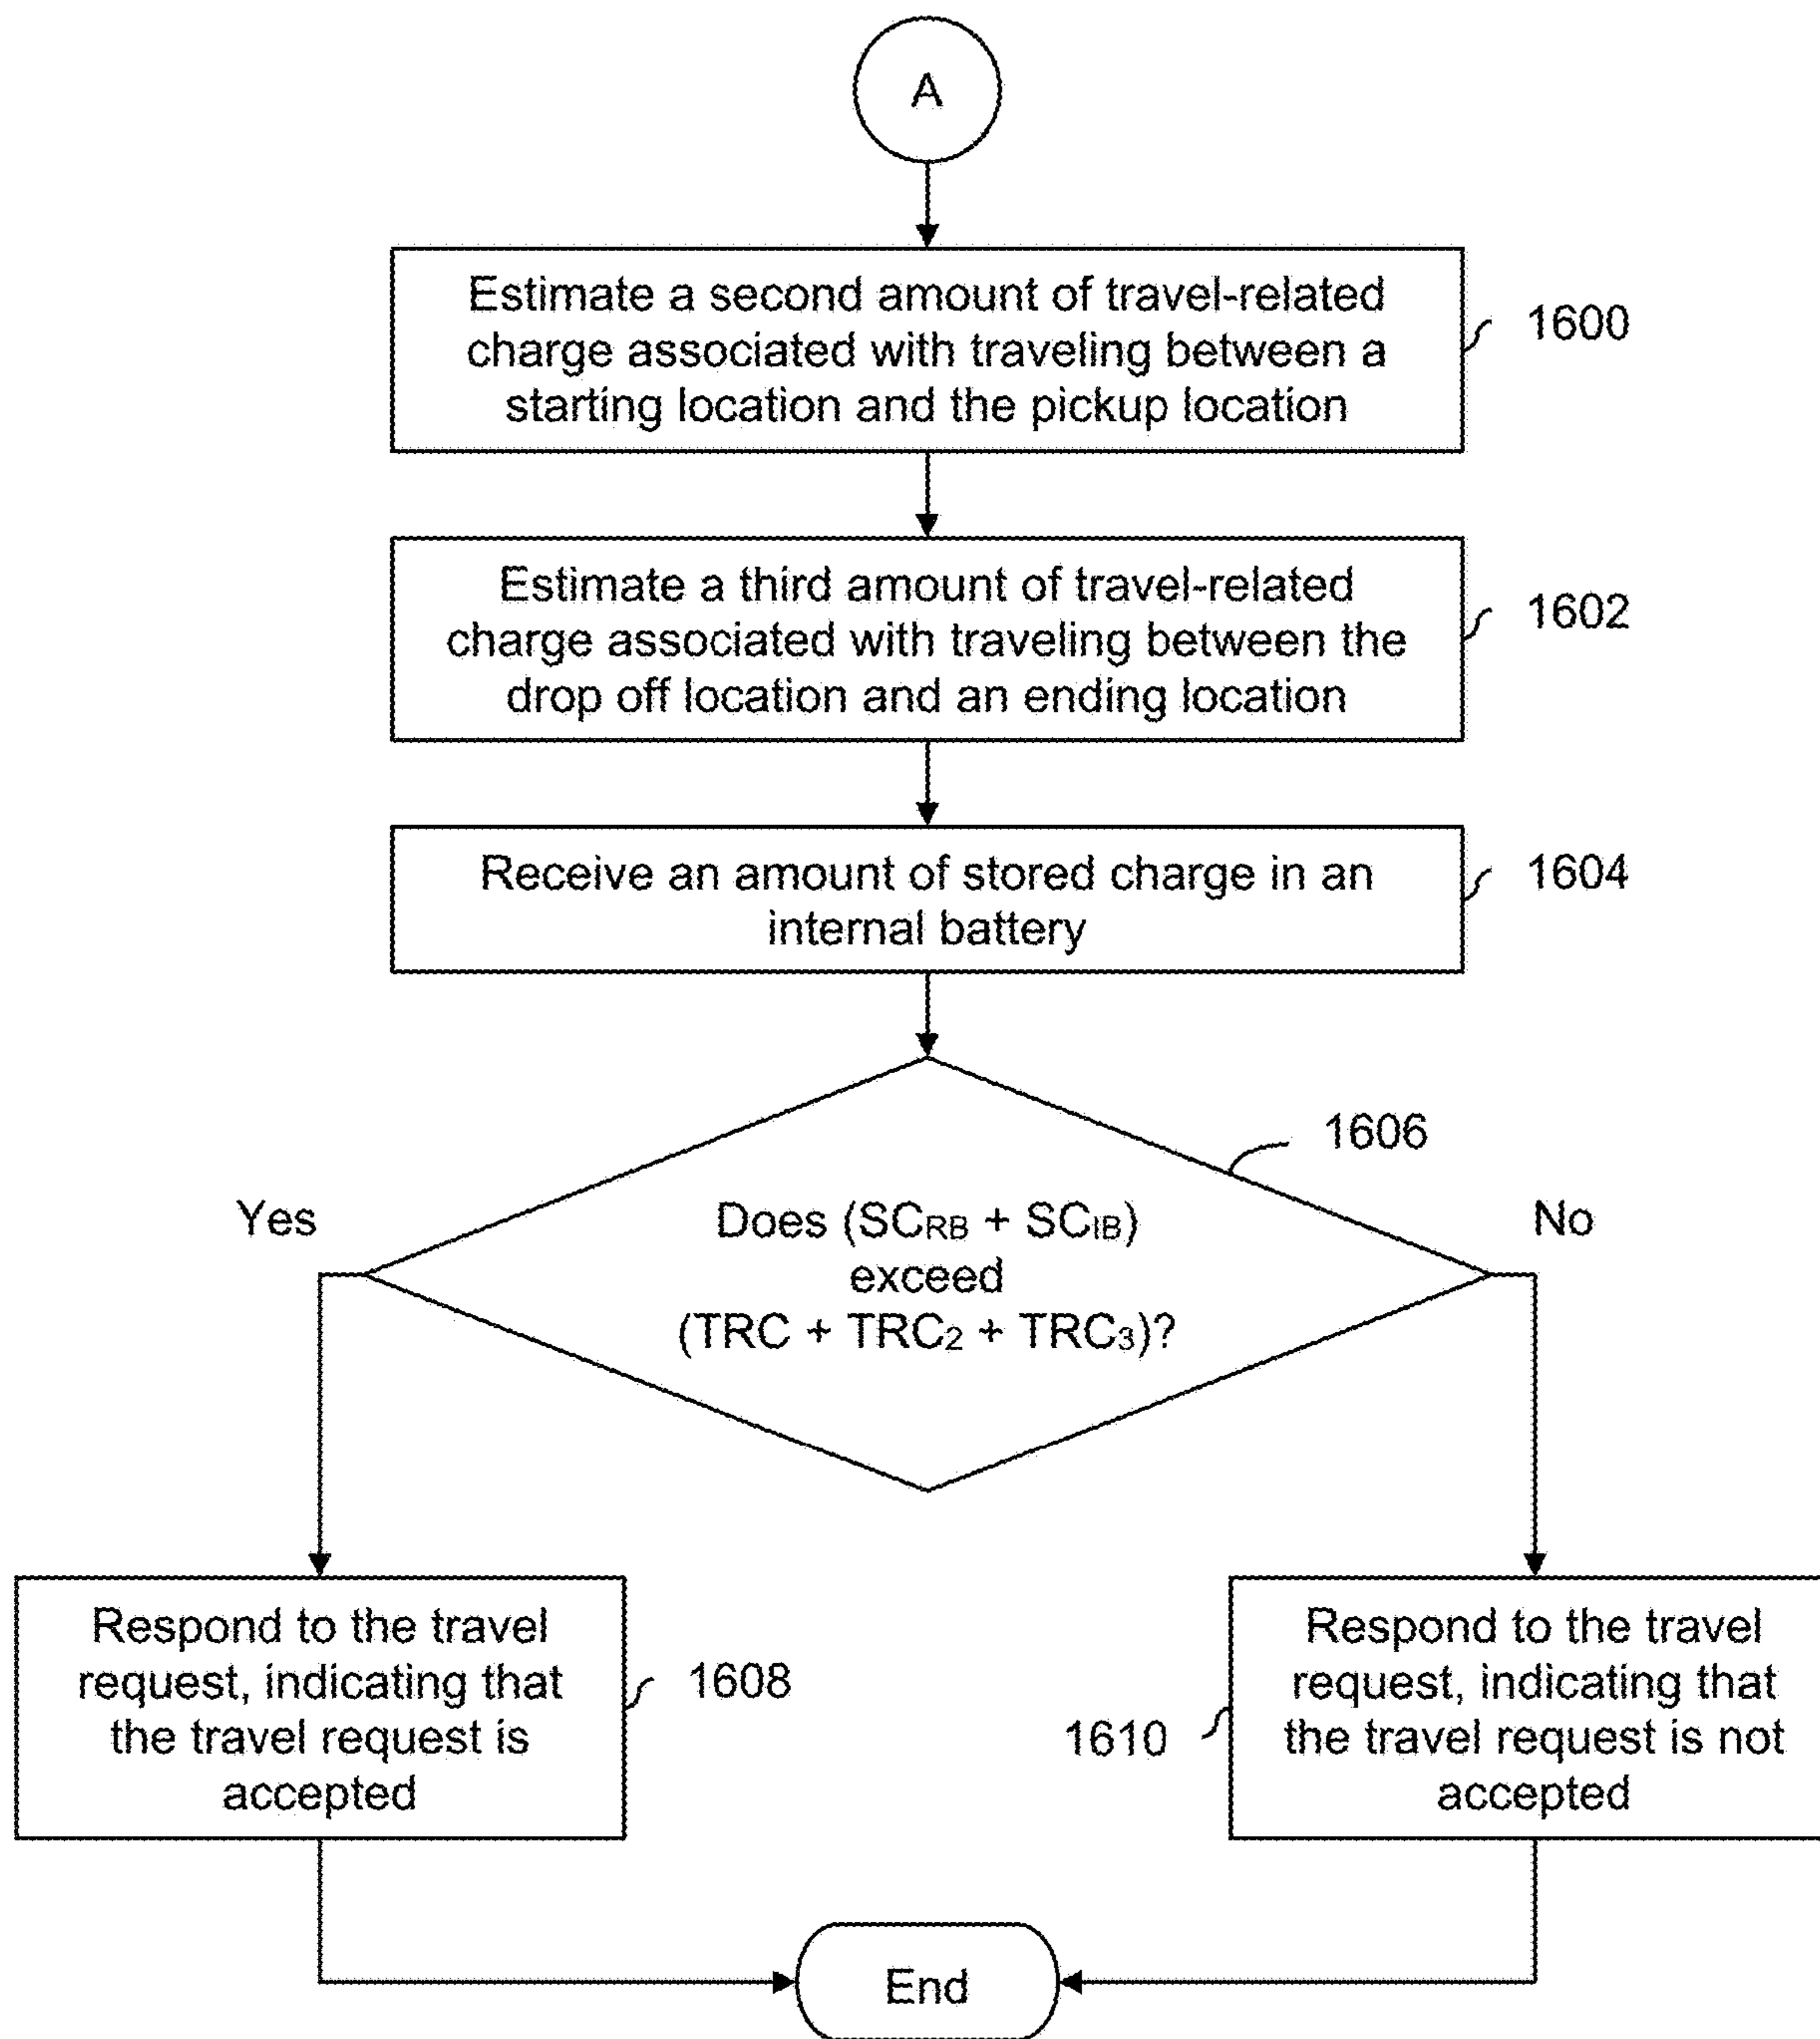 A
Estimate a second amount of travel-related
charge associated with traveling between a
starting location and the pickup location
1600
Estimate a third amount of travel-related
charge associated with traveling between the
drop off location and an ending location
1602
Receive an amount of stored charge in an
internal battery
1604
1606
Yes
No
Does (SCRB + SCIB)
exceed
(TRC + TRC2 + TRC3)?
Respond to the travel
request, indicating that
the travel request is
accepted
1608
1610
Respond to the travel
request, indicating that
the travel request is not
accepted
End